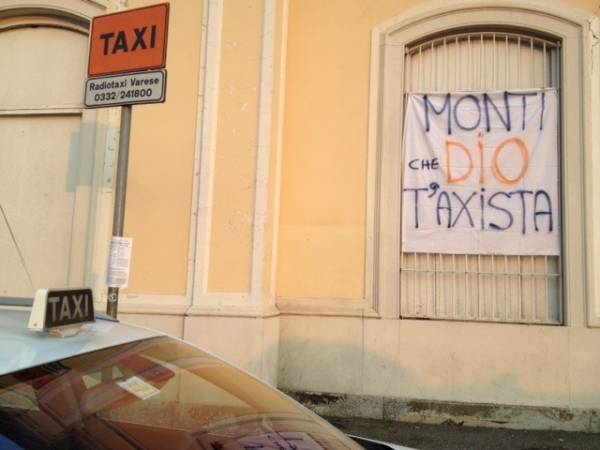 TAXI
Radiotaxi Varese
0332/241800
MONTI
CHE DIO
T'AXISTA
TAXI